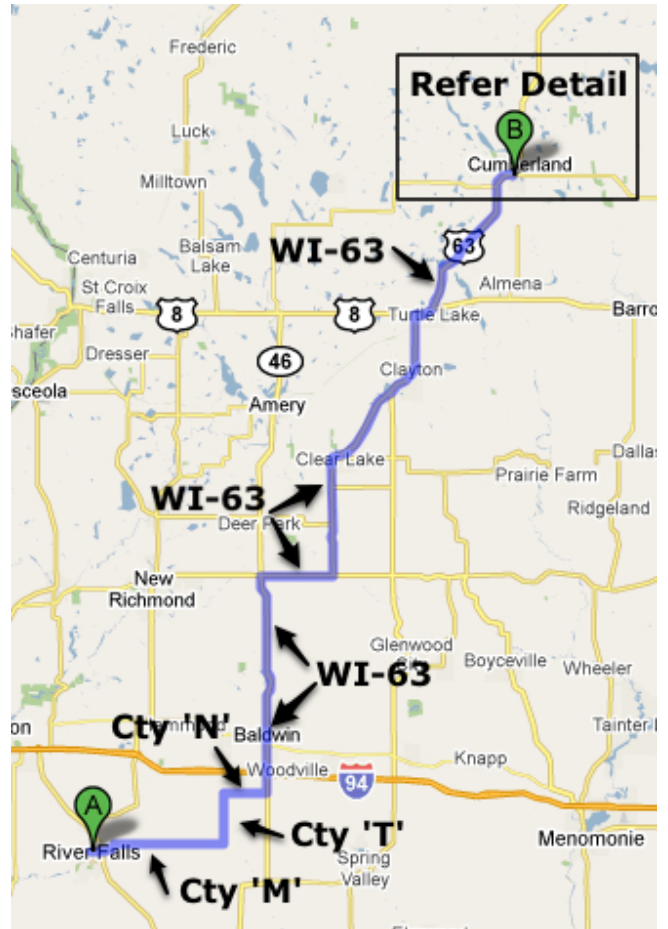 Frederic
Refer Detail
Luck
B
Cumberland
Milltown
WI-63
63
Centuria
Balsam
Lake
Almena
St Croix
Falls
8
8
Turtle Lake
Barro
Shafer
Dresser
46
Clayton
sceola
Amery
Clear Lake
Dallas
WI-63
Prairie Farm
Ridgeland
Deer Park
New
Richmond
Glenwood
City
Boyceville
Wheeler
WI-63
Cty 'N'
Tainter
on
Baldwin
Woodville
Knapp
94
A
Cty 'T'
Menomonie
River Falls
Spring
Valley
Cty 'M'